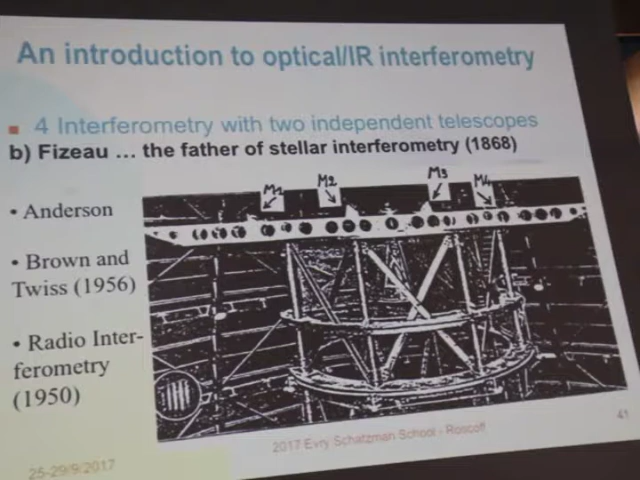 An introduction to optical/IR interferometry
4 Interferometry with two independent telescopes
b) Fizeau ... the father of stellar interferometry (1868)
M1 M2 M3 M4
• Anderson
• Brown and
Twiss (1956)
• Radio Inter-
ferometry
(1950)
2017 Evry Schatzman School - Roscoff
41
25-29/9/2017